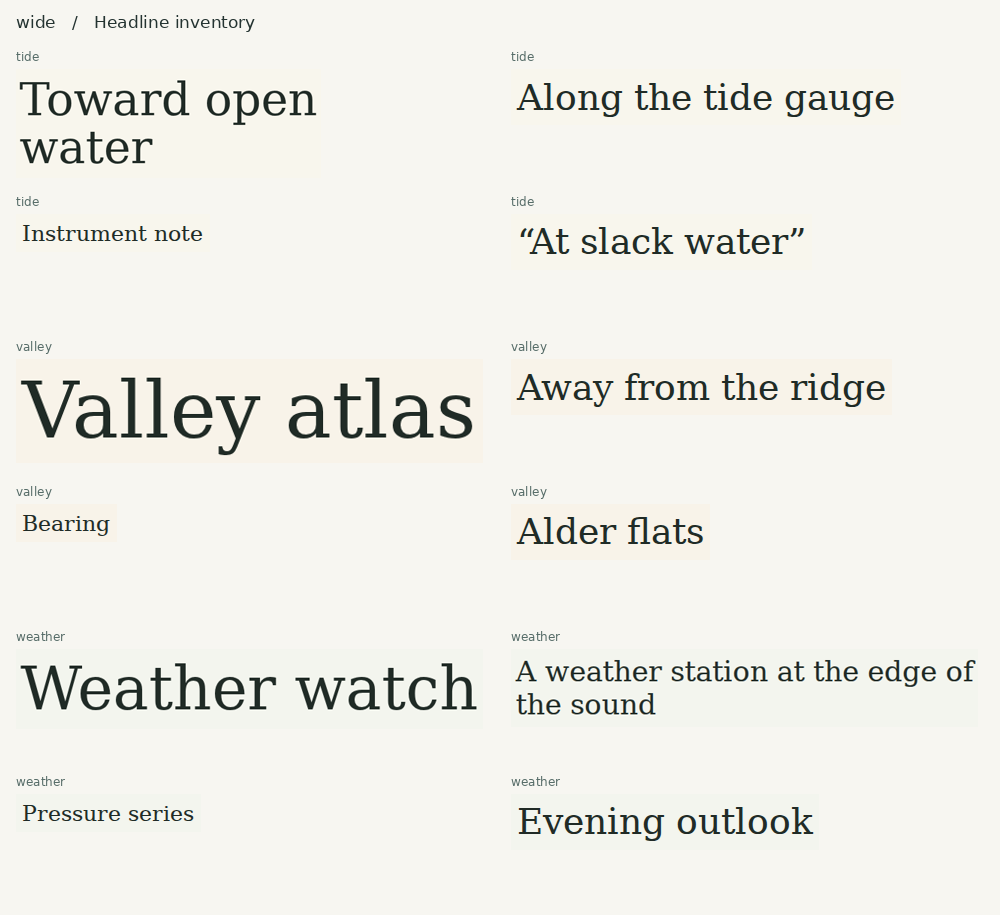 wide / Headline inventory
tide
Toward open
water
tide
Along the tide gauge
tide
Instrument note
tide
“At slack water”
valley
Valley atlas
valley
Away from the ridge
valley
Bearing
valley
Alder flats
weather
Weather watch
weather
A weather station at the edge of
the sound
weather
Pressure series
weather
Evening outlook